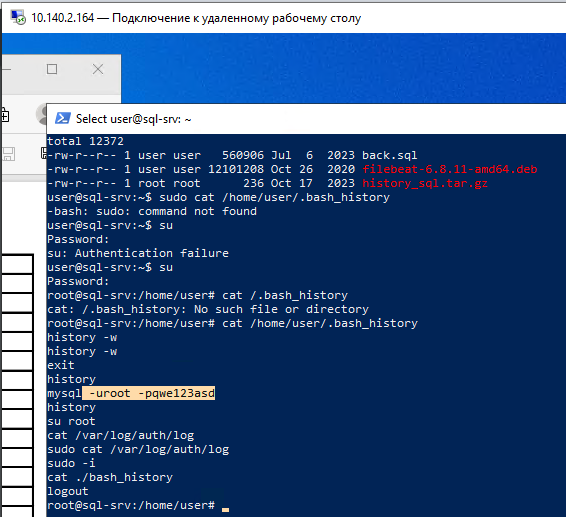 10.140.2.164 — Подключение к удаленному рабочему столу
Select user@sql-srv: ~
total 12372
-rw-r--r-- 1 user user   560906 Jul  6  2023 back.sql
-rw-r--r-- 1 user user 12101208 Oct 26  2020 filebeat-6.8.11-amd64.deb
-rw-r--r-- 1 root root      236 Oct 17  2023 history_sql.tar.gz
user@sql-srv:~$ sudo cat /home/user/.bash_history
-bash: sudo: command not found
user@sql-srv:~$ su
Password:
su: Authentication failure
user@sql-srv:~$ su
Password:
root@sql-srv:/home/user# cat /.bash_history
cat: /.bash_history: No such file or directory
root@sql-srv:/home/user# cat /home/user/.bash_history
history -w
history -w
exit
history
mysql -uroot -pqwe123asd
history
su root
cat /var/log/auth/log
sudo cat /var/log/auth/log
sudo -i
cat ./bash_history
logout
root@sql-srv:/home/user#